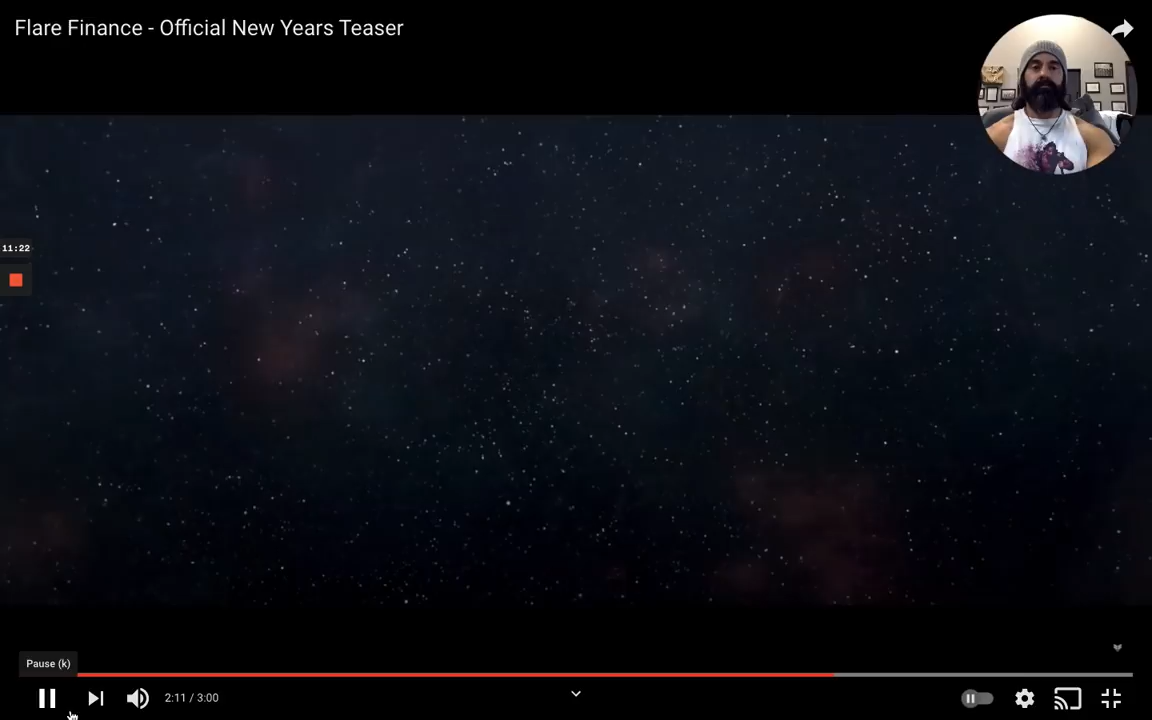 Flare Finance - Official New Years Teaser
11:22
Pause (k)
2:11 / 3:00